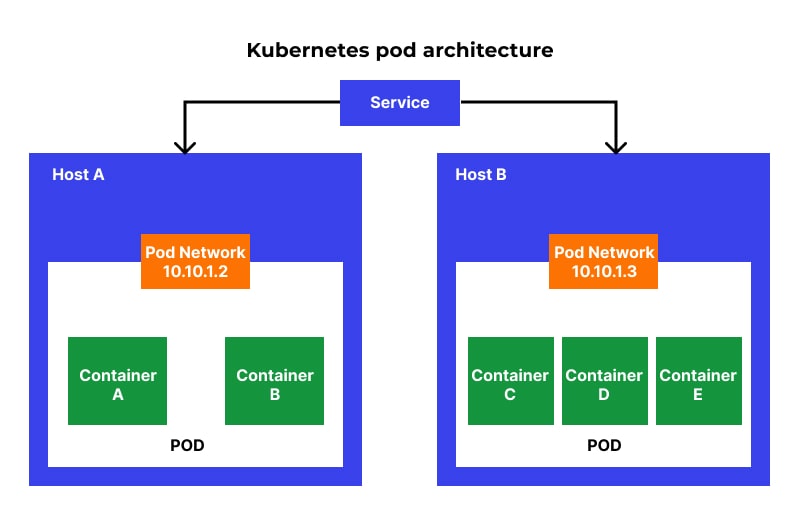 Kubernetes pod architecture
Service
Host A
Pod Network
10.10.1.2
Container
A
Container
B
POD
Host B
Pod Network
10.10.1.3
Container
C
Container
D
Container
E
POD